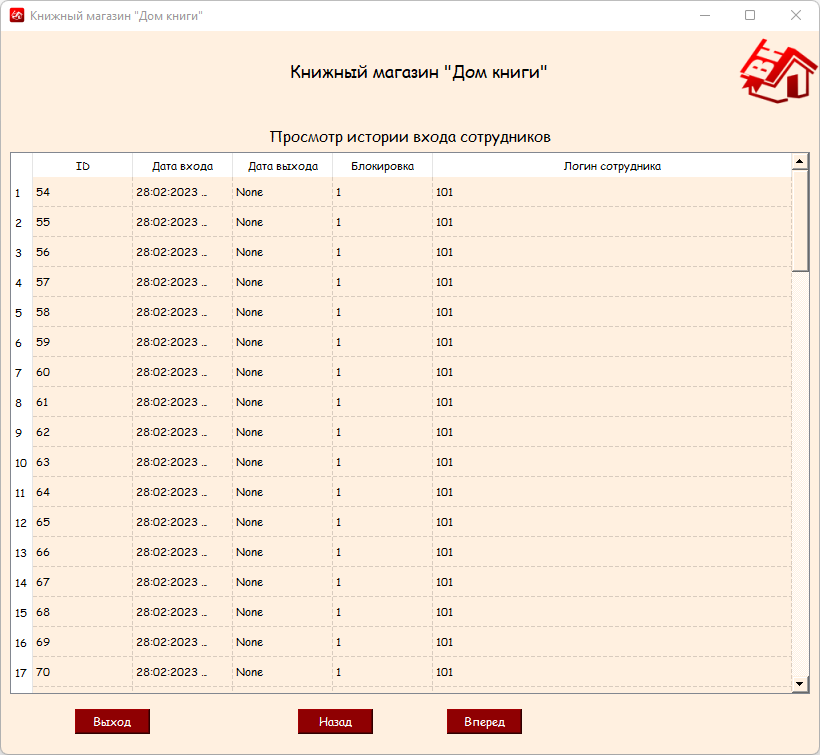 Книжный магазин "Дом книги"
Книжный магазин "Дом книги"
Просмотр истории входа сотрудников
ID Дата входа Дата выхода Блокировка Логин сотрудника
1 54 28:02:2023 ... None 1 101
2 55 28:02:2023 ... None 1 101
3 56 28:02:2023 ... None 1 101
4 57 28:02:2023 ... None 1 101
5 58 28:02:2023 ... None 1 101
6 59 28:02:2023 ... None 1 101
7 60 28:02:2023 ... None 1 101
8 61 28:02:2023 ... None 1 101
9 62 28:02:2023 ... None 1 101
10 63 28:02:2023 ... None 1 101
11 64 28:02:2023 ... None 1 101
12 65 28:02:2023 ... None 1 101
13 66 28:02:2023 ... None 1 101
14 67 28:02:2023 ... None 1 101
15 68 28:02:2023 ... None 1 101
16 69 28:02:2023 ... None 1 101
17 70 28:02:2023 ... None 1 101
Выход Назад Вперед